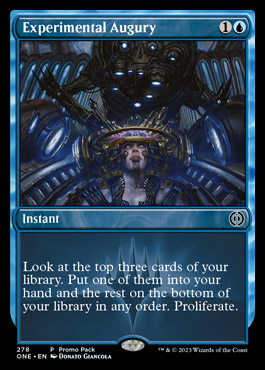 Experimental Augury 1
Instant
Look at the top three cards of your
library. Put one of them into your
hand and the rest on the bottom of
your library in any order. Proliferate.
278 P Promo Pack
ONE • EN Donato Giancola ™ & © 2023 Wizards of the Coast